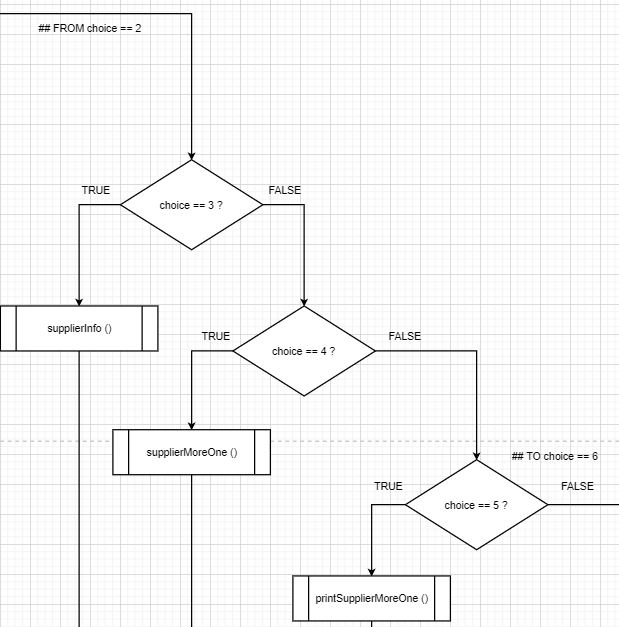 ## FROM choice == 2
TRUE
FALSE
choice == 3 ?
supplierInfo ()
TRUE
FALSE
choice == 4 ?
supplierMoreOne ()
## TO choice == 6
TRUE
FALSE
choice == 5 ?
printSupplierMoreOne ()